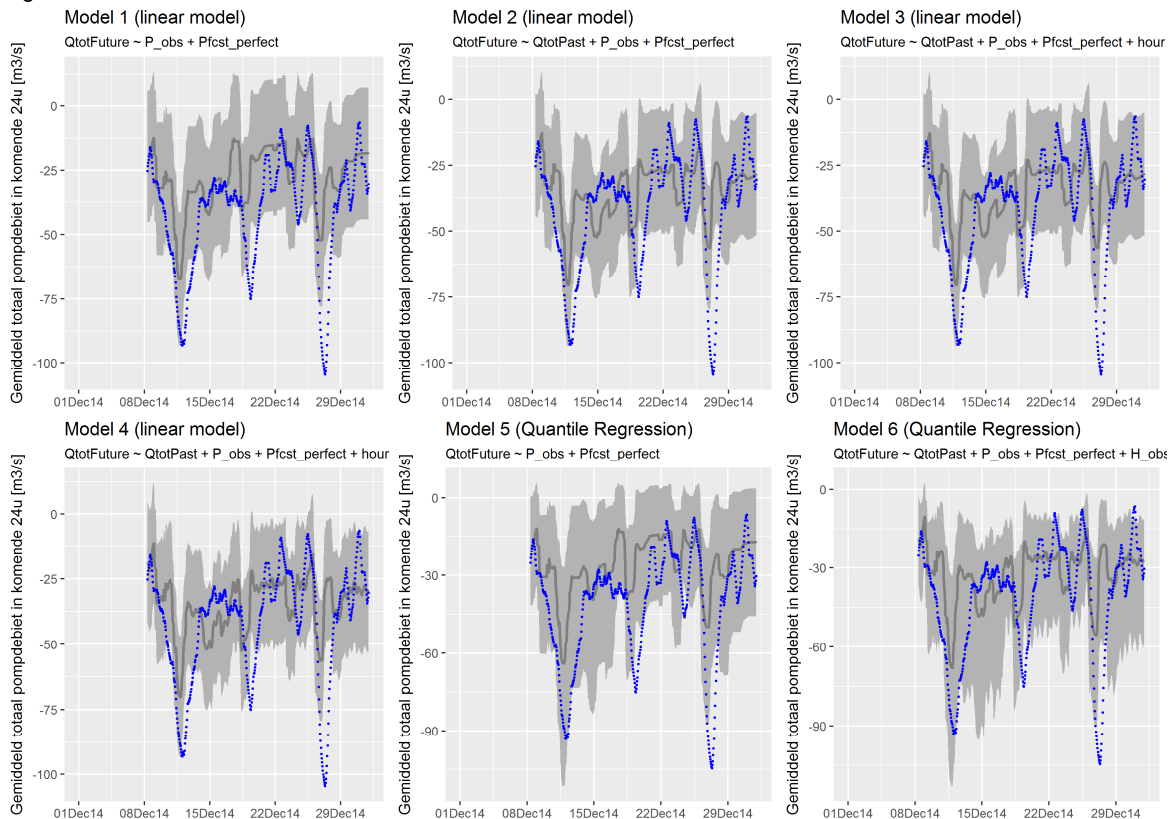 Model 1 (linear model)
QtotFuture ~ P_obs + Pfcst_perfect
Gemiddeld totaal pompdebiet in komende 24u [m3/s]
0
-25
-50
-75
-100
01Dec14 08Dec14 15Dec14 22Dec14 29Dec14
Model 2 (linear model)
QtotFuture ~ QtotPast + P_obs + Pfcst_perfect
Gemiddeld totaal pompdebiet in komende 24u [m3/s]
0
-25
-50
-75
-100
01Dec14 08Dec14 15Dec14 22Dec14 29Dec14
Model 3 (linear model)
QtotFuture ~ QtotPast + P_obs + Pfcst_perfect + hour
Gemiddeld totaal pompdebiet in komende 24u [m3/s]
0
-25
-50
-75
-100
01Dec14 08Dec14 15Dec14 22Dec14 29Dec14
Model 4 (linear model)
QtotFuture ~ QtotPast + P_obs + Pfcst_perfect + hour
Gemiddeld totaal pompdebiet in komende 24u [m3/s]
0
-25
-50
-75
-100
01Dec14 08Dec14 15Dec14 22Dec14 29Dec14
Model 5 (Quantile Regression)
QtotFuture ~ P_obs + Pfcst_perfect
Gemiddeld totaal pompdebiet in komende 24u [m3/s]
0
-30
-60
-90
01Dec14 08Dec14 15Dec14 22Dec14 29Dec14
Model 6 (Quantile Regression)
QtotFuture ~ QtotPast + P_obs + Pfcst_perfect + H_obs
Gemiddeld totaal pompdebiet in komende 24u [m3/s]
0
-30
-60
-90
01Dec14 08Dec14 15Dec14 22Dec14 29Dec14